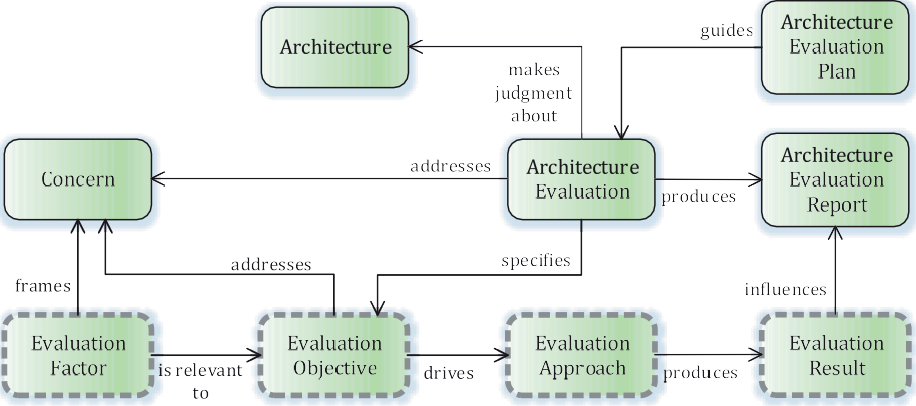 Architecture
guides
Architecture
Evaluation
Plan
makes
judgment
about
Concern
addresses
Architecture
Evaluation
produces
Architecture
Evaluation
Report
frames
addresses
specifies
influences
Evaluation
Factor
is relevant
to
Evaluation
Objective
drives
Evaluation
Approach
produces
Evaluation
Result